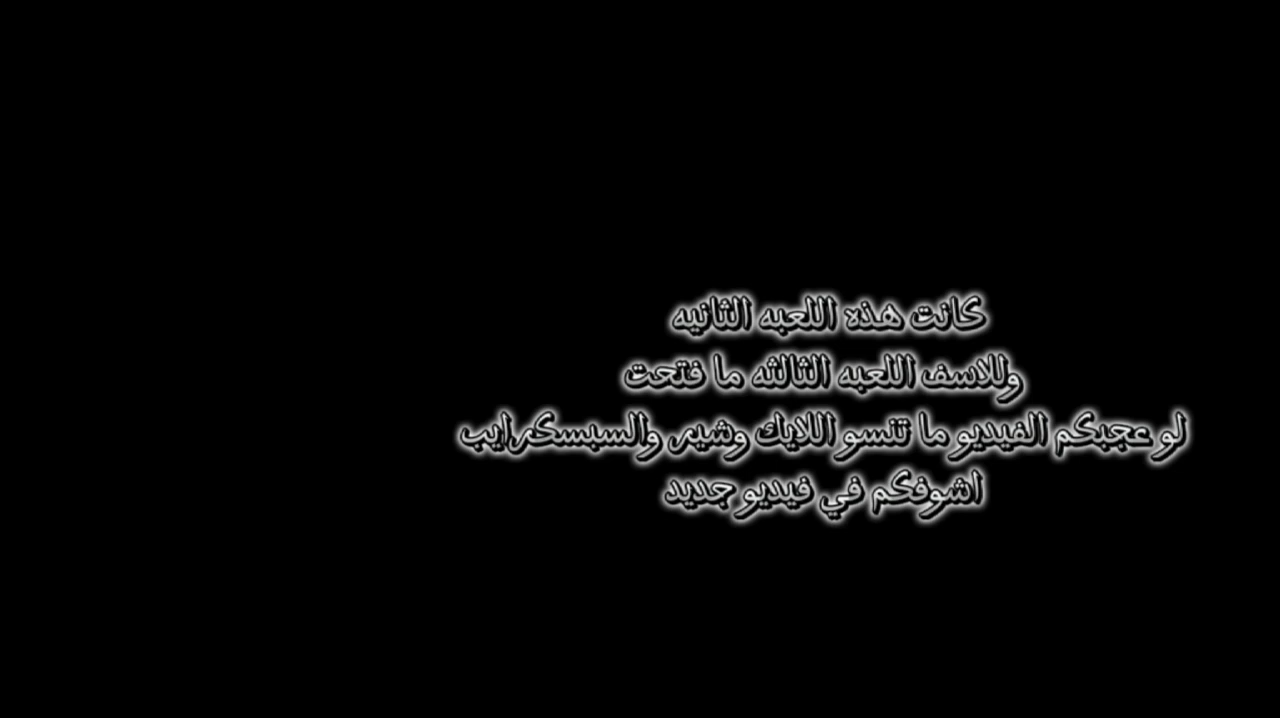 كانت هذه اللعبه الثانيه
وللاسف اللعبه الثالثه ما فتحت
لو عجبكم الفيديو ما تنسو اللايك وشير والسبسكرايب
اشوفكم في فيديو جديد